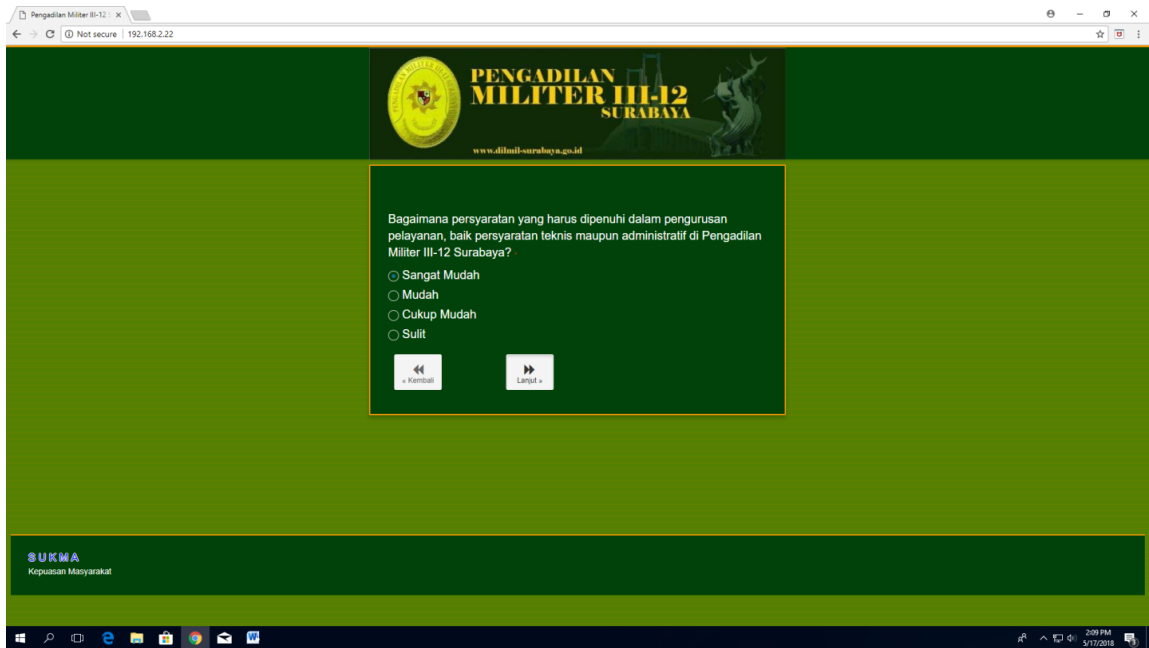 Pengadilan Militer III-12
Not secure | 192.168.2.22
PENGADILAN
MILITER III-12
SURABAYA
www.dilmil-surabaya.go.id
Bagaimana persyaratan yang harus dipenuhi dalam pengurusan
pelayanan, baik persyaratan teknis maupun administratif di Pengadilan
Militer III-12 Surabaya?
Sangat Mudah
Mudah
Cukup Mudah
Sulit
« Kembali
Lanjut »
SUKMA
Kepuasan Masyarakat
2:09 PM
5/17/2018